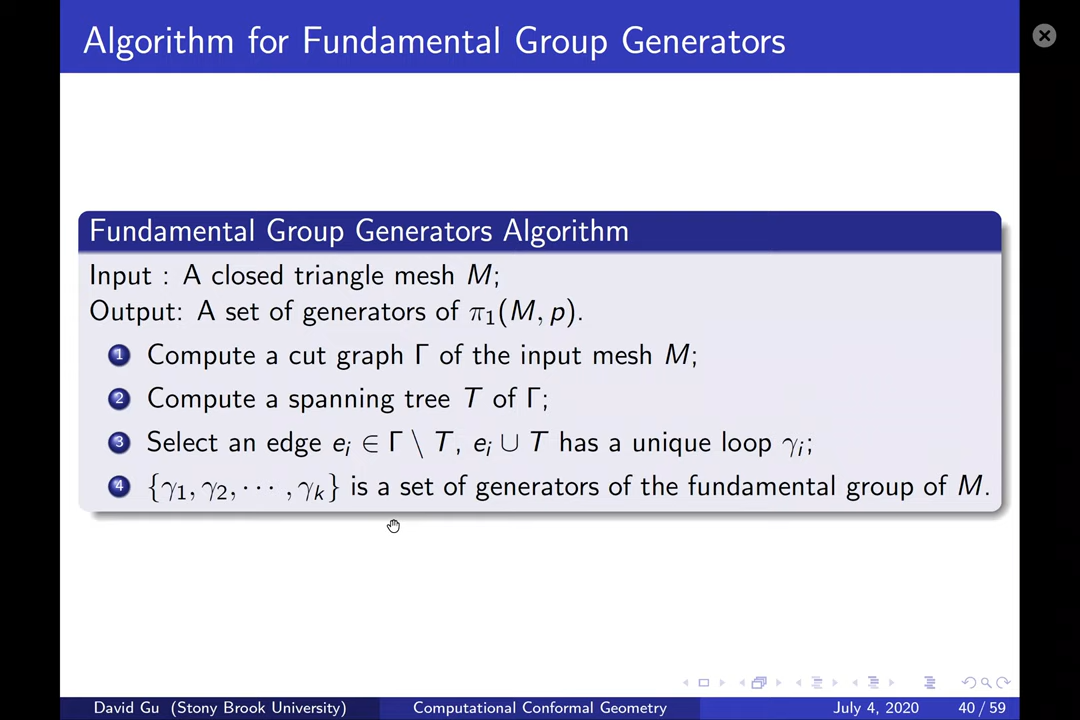 Algorithm for Fundamental Group Generators
Fundamental Group Generators Algorithm
Input : A closed triangle mesh M;
Output: A set of generators of π₁(M, p).
1 Compute a cut graph Γ of the input mesh M;
2 Compute a spanning tree T of Γ;
3 Select an edge eᵢ ∈ Γ \ T, eᵢ ∪ T has a unique loop γᵢ;
4 {γ₁, γ₂, ⋯ , γₖ} is a set of generators of the fundamental group of M.
David Gu (Stony Brook University) Computational Conformal Geometry July 4, 2020 40 / 59